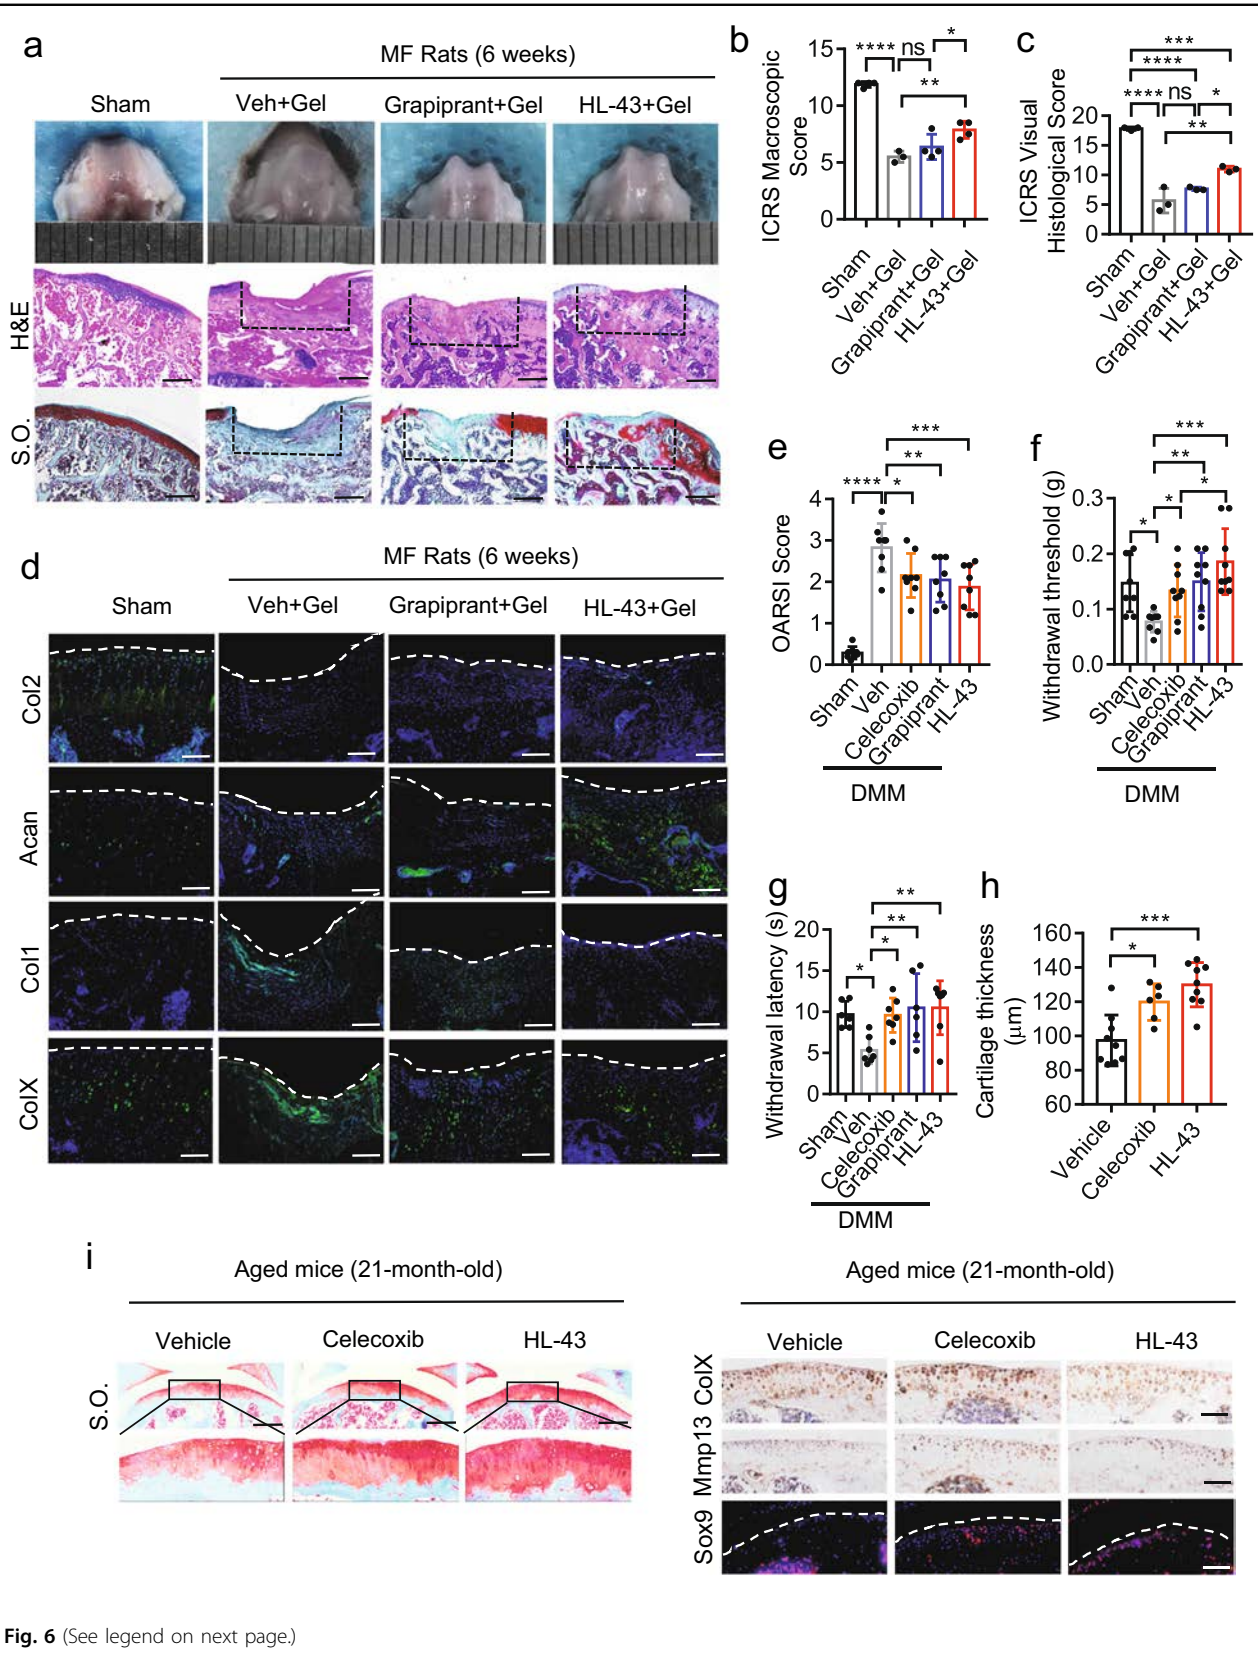 a
MF Rats (6 weeks)
Sham
Veh+Gel
Grapiprant+Gel
HL-43+Gel
H&E
S.O.
b
ICRS Macroscopic
Score
15
10
5
0
**** ns *
**
Sham
Veh+Gel
Grapiprant+Gel
HL-43+Gel
c
ICRS Visual
Histological Score
20
15
10
5
0
***
****
**** ns *
**
Sham
Veh+Gel
Grapiprant+Gel
HL-43+Gel
d
MF Rats (6 weeks)
Sham
Veh+Gel
Grapiprant+Gel
HL-43+Gel
Col2
Acan
Col1
ColX
e
OARSI Score
4
3
2
1
0
***
**
**** *
Sham
Veh
Celecoxib
Grapiprant
HL-43
DMM
f
Withdrawal threshold (g)
0.3
0.2
0.1
0.0
***
**
*
*
*
Sham
Veh
Celecoxib
Grapiprant
HL-43
DMM
g
Withdrawal latency (s)
20
15
10
5
0
**
**
*
*
Sham
Veh
Celecoxib
Grapiprant
HL-43
DMM
h
Cartilage thickness
(μm)
160
140
120
100
80
60
***
*
Vehicle
Celecoxib
HL-43
i
Aged mice (21-month-old)
Vehicle
Celecoxib
HL-43
S.O.
Aged mice (21-month-old)
Vehicle
Celecoxib
HL-43
ColX
Mmp13
Sox9
Fig. 6 (See legend on next page.)